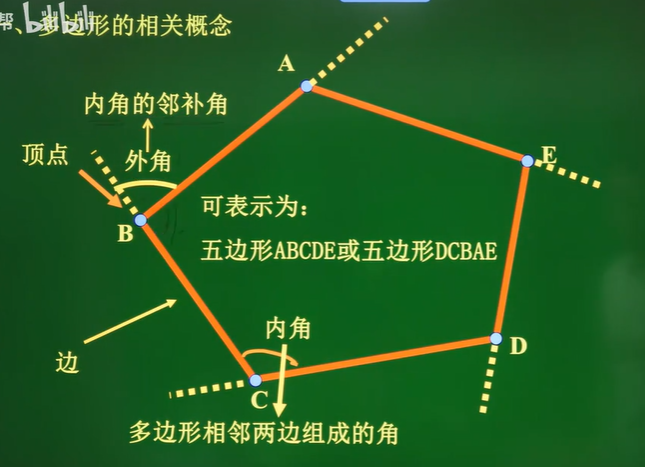 帮
bilibili
、多边形的相关概念
A
内角的邻补角
顶点
外角
E
B
可表示为：
五边形ABCDE或五边形DCBAE
内角
边
D
C
多边形相邻两边组成的角